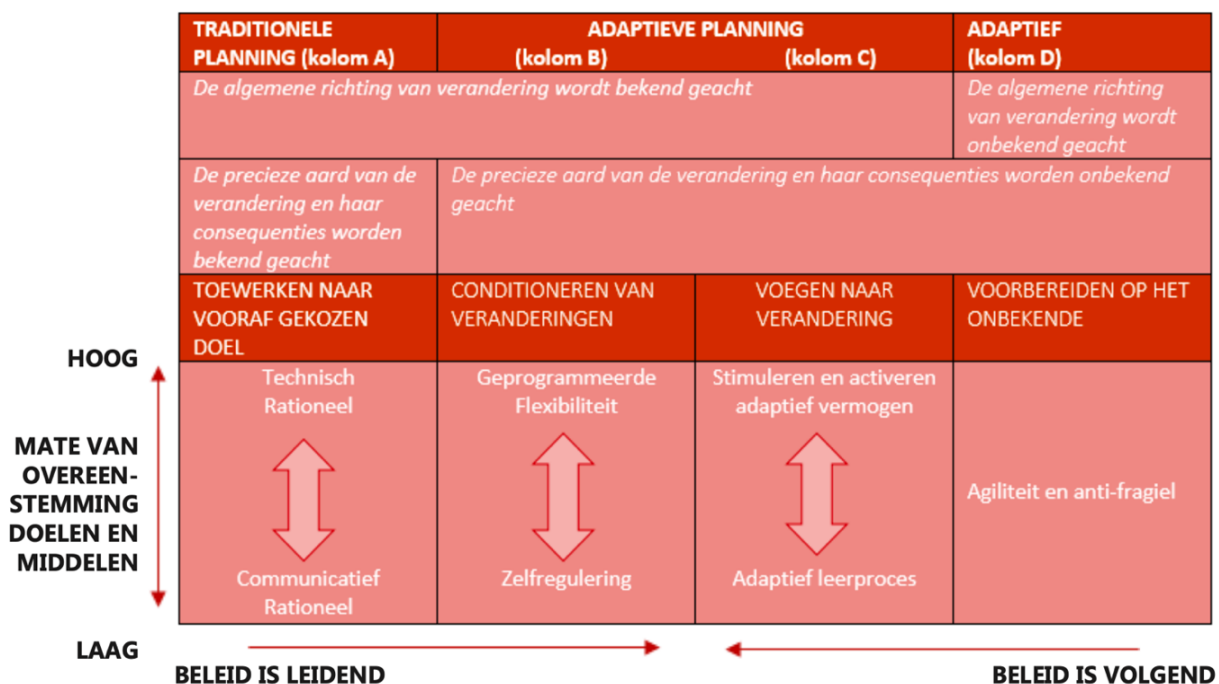 TRADITIONELE
PLANNING (kolom A)
ADAPTIEVE PLANNING
(kolom B)
(kolom C)
ADAPTIEF
(kolom D)
De algemene richting van verandering wordt bekend geacht
De algemene richting
van verandering wordt
onbekend geacht
De precieze aard van de
verandering en haar
consequenties worden
bekend geacht
De precieze aard van de verandering en haar consequenties worden onbekend
geacht
TOEWERKEN NAAR
VOORAF GEKOZEN
DOEL
CONDITIONEREN VAN
VERANDERINGEN
VOEGEN NAAR
VERANDERING
VOORBEREIDEN OP HET
ONBEKENDE
HOOG
MATE VAN
OVEREEN-
STEMMING
DOELEN EN
MIDDELEN
LAAG
Technisch
Rationeel
Communicatief
Rationeel
Geprogrammeerde
Flexibiliteit
Zelfregulering
Stimuleren en activeren
adaptief vermogen
Adaptief leerproces
Agiliteit en anti-fragiel
BELEID IS LEIDEND
BELEID IS VOLGEND